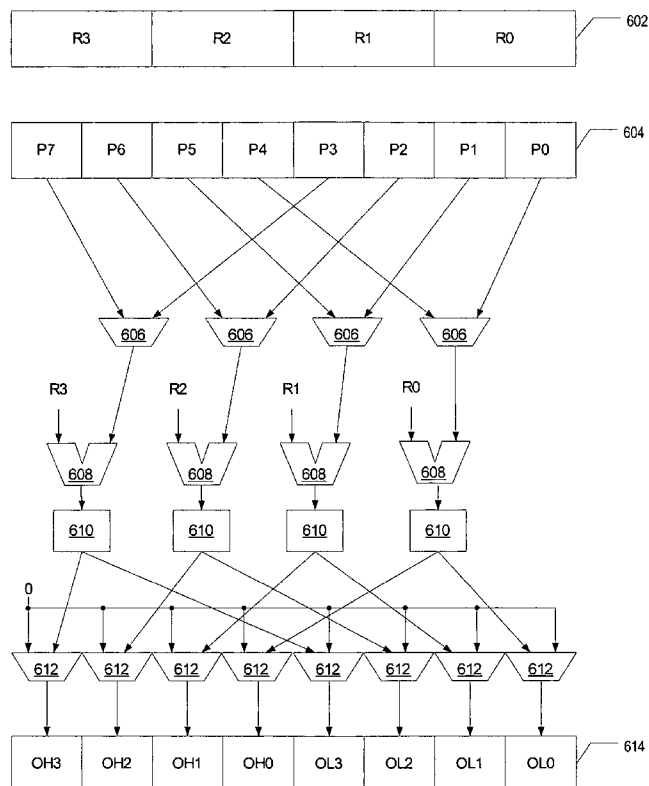 R3 R2 R1 R0 602
P7 P6 P5 P4 P3 P2 P1 P0 604
606 606 606 606
R3 R2 R1 R0
608 608 608 608
610 610 610 610
0
612 612 612 612 612 612 612 612
OH3 OH2 OH1 OH0 OL3 OL2 OL1 OL0 614